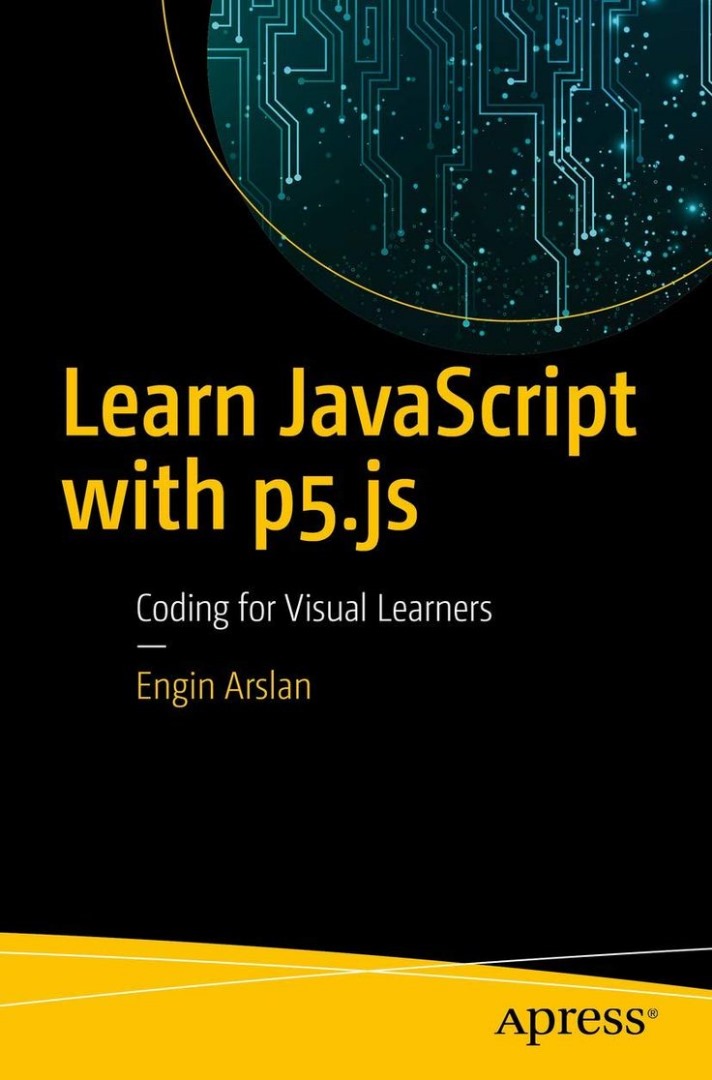 Learn JavaScript
with p5.js
Coding for Visual Learners
—
Engin Arslan
Apress®